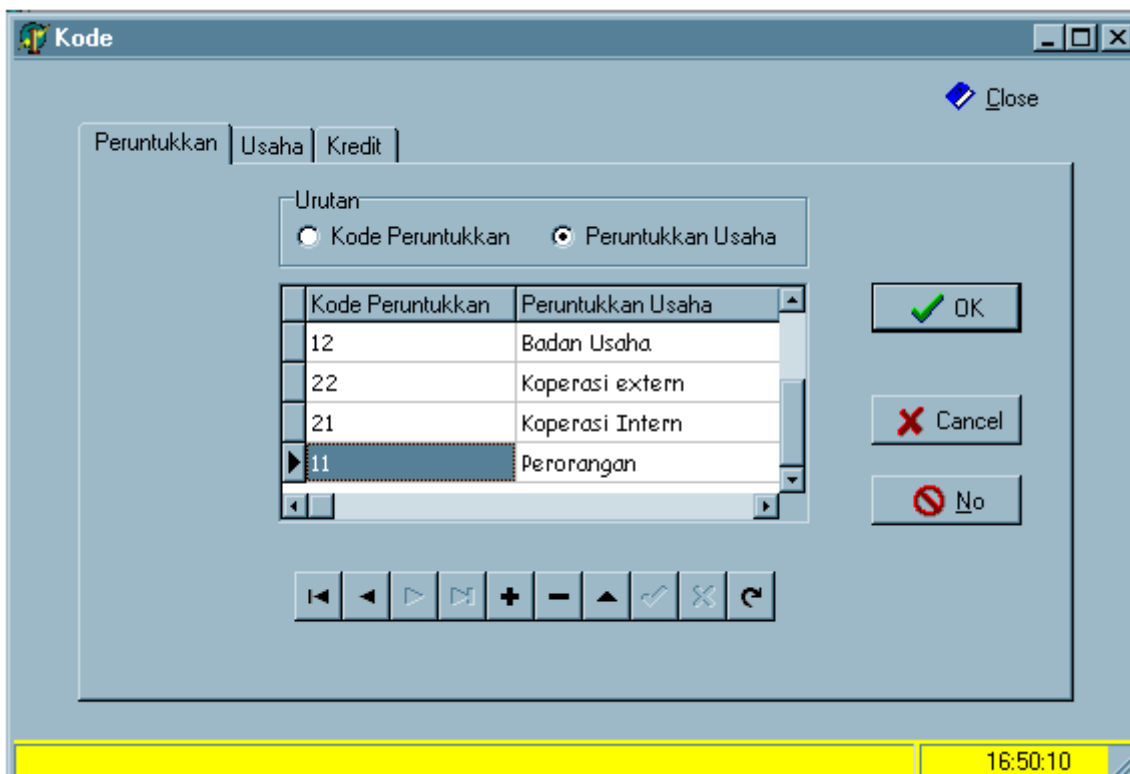 Kode
Close
Peruntukkan Usaha Kredit
Urutan
Kode Peruntukkan Peruntukkan Usaha
Kode Peruntukkan Peruntukkan Usaha
12 Badan Usaha
22 Koperasi extern
21 Koperasi Intern
11 Perorangan
OK
Cancel
No
16:50:10